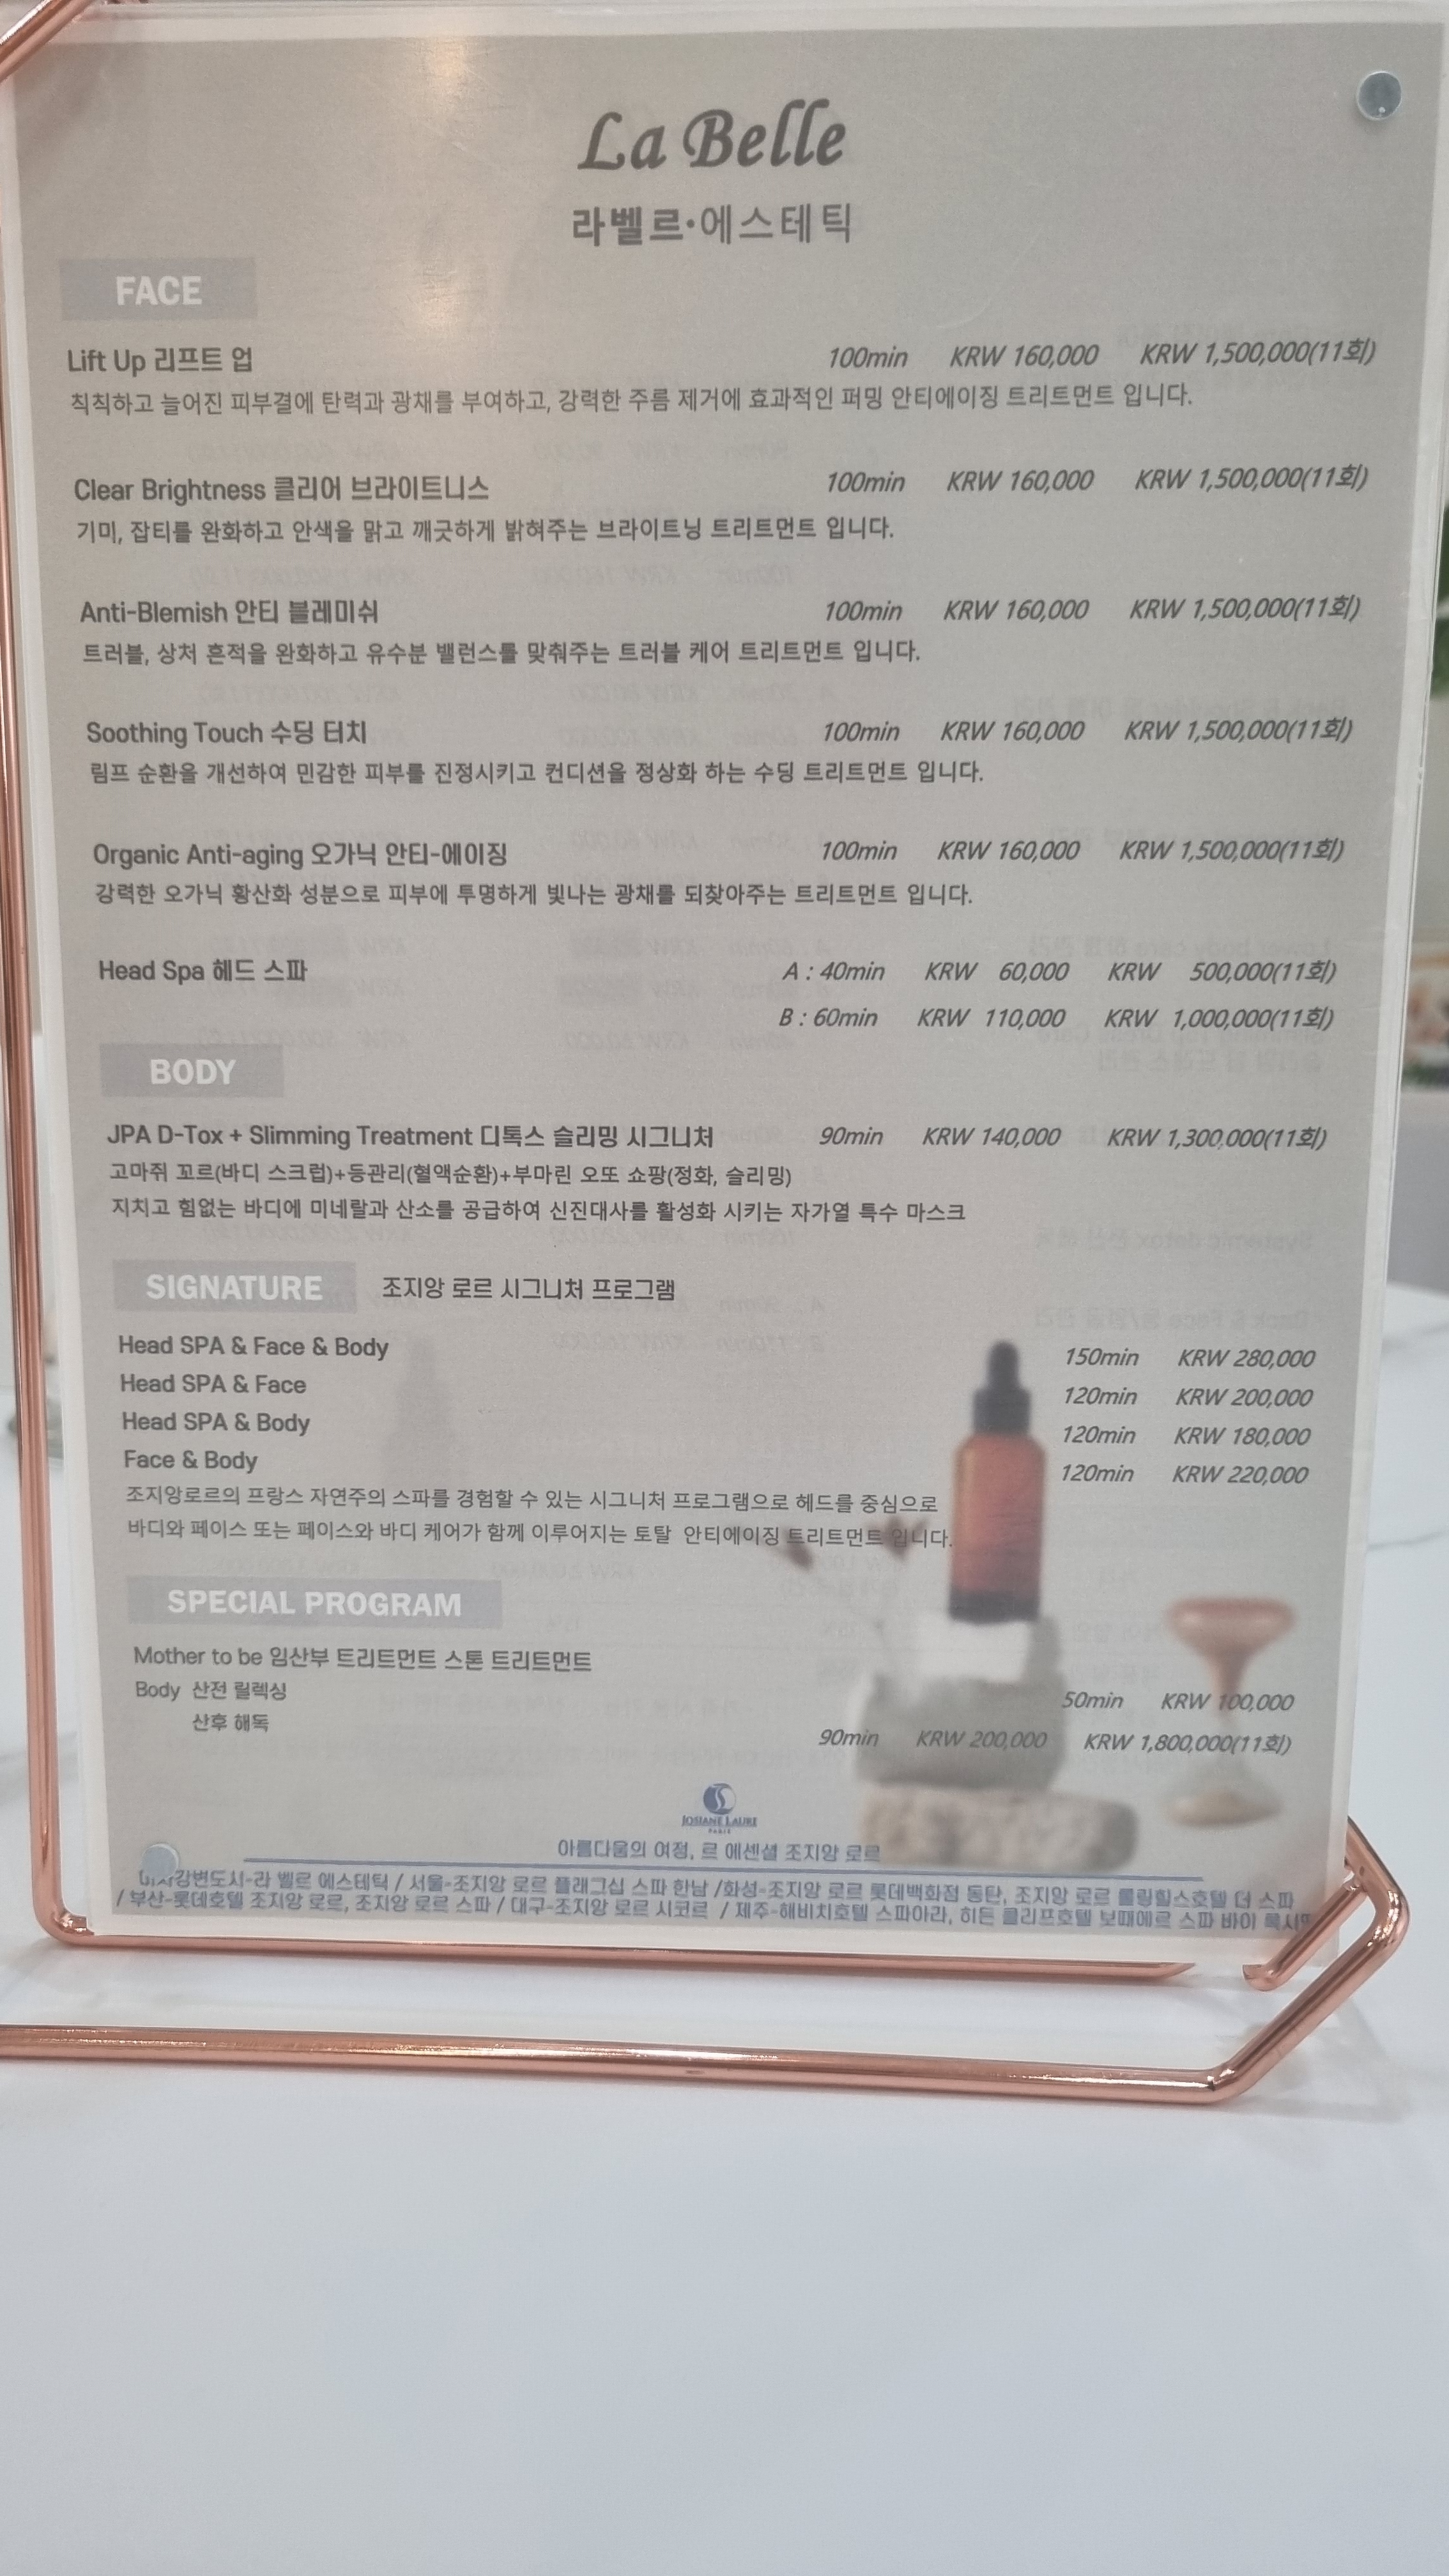 La Belle
라벨르·에스테틱
FACE
Lift Up 리프트 업 100min KRW 160,000 KRW 1,500,000(11회)
칙칙하고 늘어진 피부결에 탄력과 광채를 부여하고, 강력한 주름 제거에 효과적인 퍼밍 안티에이징 트리트먼트 입니다.
Clear Brightness 클리어 브라이트니스 100min KRW 160,000 KRW 1,500,000(11회)
기미, 잡티를 완화하고 안색을 맑고 깨긋하게 밝혀주는 브라이트닝 트리트먼트 입니다.
Anti-Blemish 안티 블레미쉬 100min KRW 160,000 KRW 1,500,000(11회)
트러블, 상처 흔적을 완화하고 유수분 밸런스를 맞춰주는 트러블 케어 트리트먼트 입니다.
Soothing Touch 수딩 터치 100min KRW 160,000 KRW 1,500,000(11회)
림프 순환을 개선하여 민감한 피부를 진정시키고 컨디션을 정상화 하는 수딩 트리트먼트 입니다.
Organic Anti-aging 오가닉 안티-에이징 100min KRW 160,000 KRW 1,500,000(11회)
강력한 오가닉 황산화 성분으로 피부에 투명하게 빛나는 광채를 되찾아주는 트리트먼트 입니다.
Head Spa 헤드 스파 A : 40min KRW 60,000 KRW 500,000(11회)
B : 60min KRW 110,000 KRW 1,000,000(11회)
BODY
JPA D-Tox + Slimming Treatment 디톡스 슬리밍 시그니처 90min KRW 140,000 KRW 1,300,000(11회)
고마쥐 꼬르(바디 스크럽)+등관리(혈액순환)+부마린 오또 쇼팡(정화, 슬리밍)
지치고 힘없는 바디에 미네랄과 산소를 공급하여 신진대사를 활성화 시키는 자가열 특수 마스크
SIGNATURE 조지앙 로르 시그니처 프로그램
Head SPA & Face & Body 150min KRW 280,000
Head SPA & Face 120min KRW 200,000
Head SPA & Body 120min KRW 180,000
Face & Body 120min KRW 220,000
조지앙로르의 프랑스 자연주의 스파를 경험할 수 있는 시그니처 프로그램으로 헤드를 중심으로
바디와 페이스 또는 페이스와 바디 케어가 함께 이루어지는 토탈 안티에이징 트리트먼트 입니다.
SPECIAL PROGRAM
Mother to be 임산부 트리트먼트 스톤 트리트먼트
Body 산전 릴렉싱 50min KRW 100,000
산후 해독 90min KRW 200,000 KRW 1,800,000(11회)
JOSIANE LAURE
PARIS
아름다움의 여정, 르 에센셜 조지앙 로르
미사강변도시-라 벨르 에스테틱 / 서울-조지앙 로르 플래그십 스파 한남 /화성-조지앙 로르 롯데백화점 동탄, 조지앙 로르 롤링힐스호텔 더 스파
/ 부산-롯데호텔 조지앙 로르, 조지앙 로르 스파 / 대구-조지앙 로르 시코르 / 제주-해비치호텔 스파아라, 히든 클리프호텔 보떼에르 스파 바이